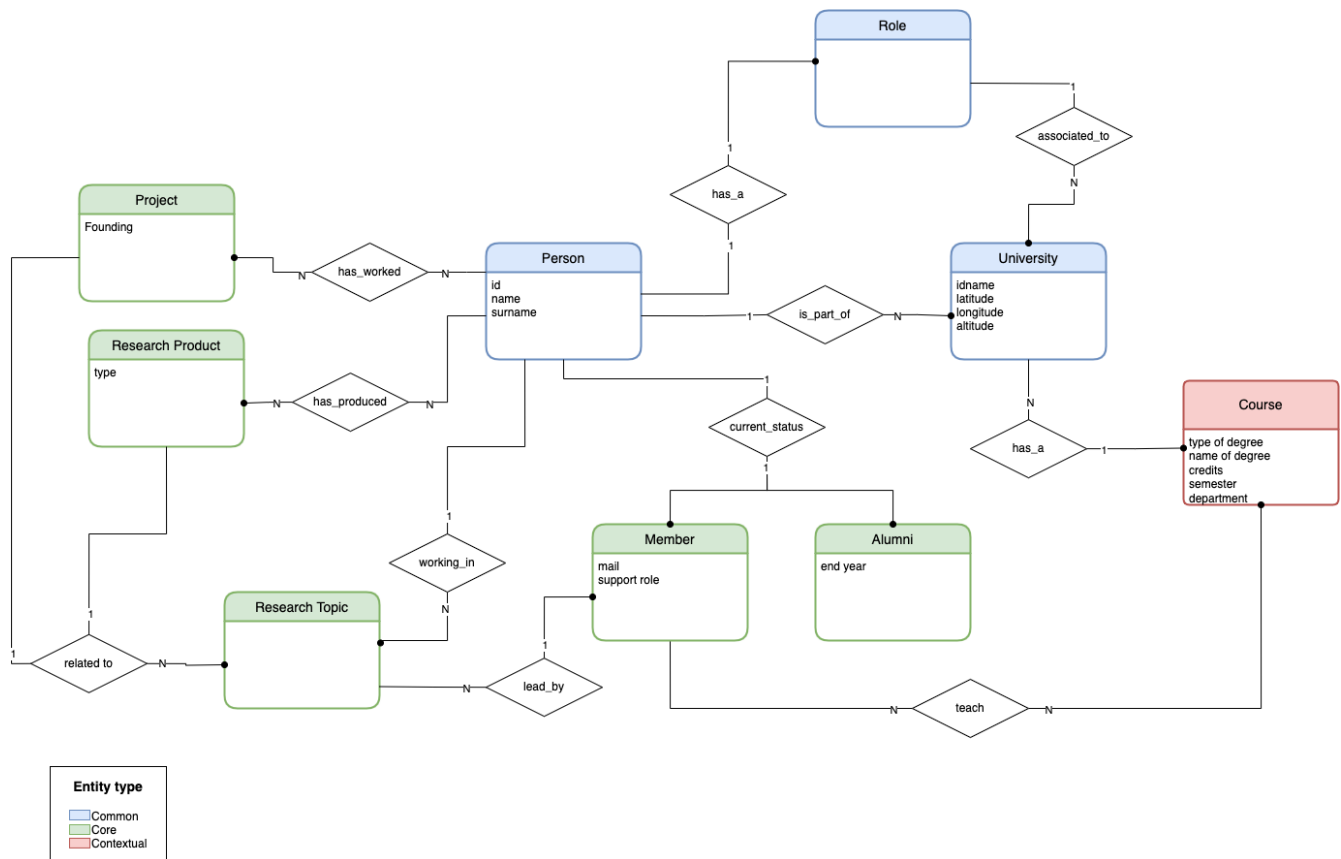 Role
1
associated_to
1
has_a
N
Project
Founding
1
Person
id
name
surname
University
idname
latitude
longitude
altitude
N
has_worked
N
1
is_part_of
N
Research Product
type
N
has_produced
N
1
current_status
1
N
has_a
1
Course
type of degree
name of degree
credits
semester
department
1
working_in
N
Member
mail
support role
Alumni
end year
Research Topic
1
1
related to
N
1
N
lead_by
N
teach
N
Entity type
Common
Core
Contextual